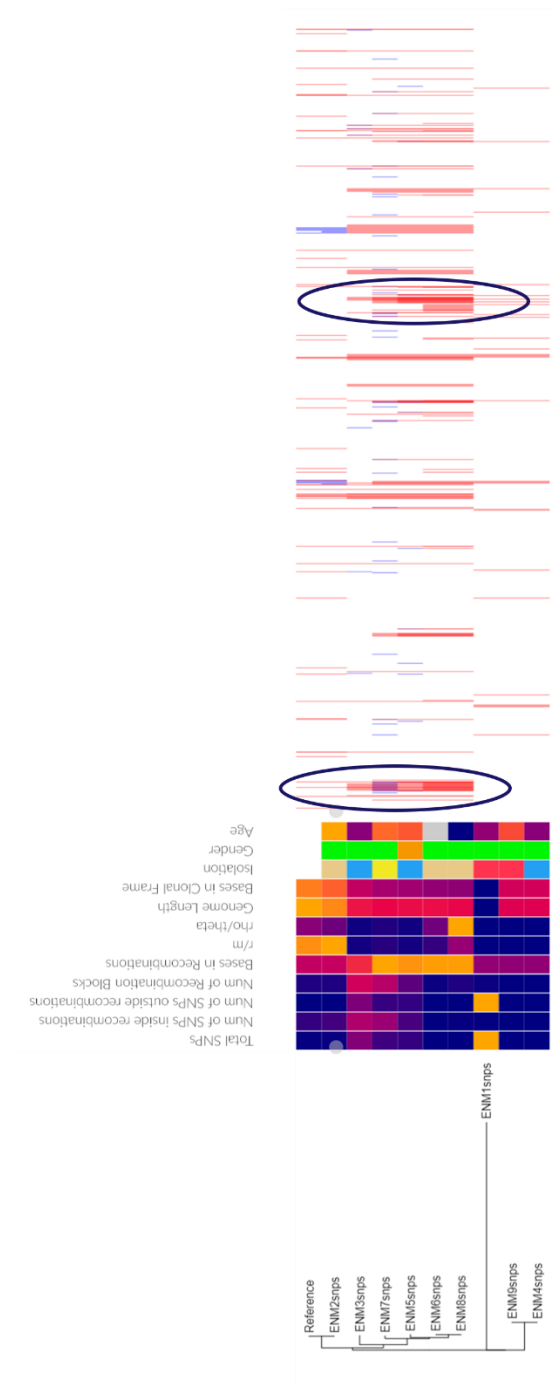 Age
Gender
Isolation
Bases in Clonal Frame
Genome Length
rho/theta
r/m
Bases in Recombinations
Num of Recombination Blocks
Num of SNPs outside recombinations
Num of SNPs inside recombinations
Total SNPs
Reference
ENM2snps
ENM3snps
ENM7snps
ENM5snps
ENM6snps
ENM8snps
ENM1snps
ENM9snps
ENM4snps